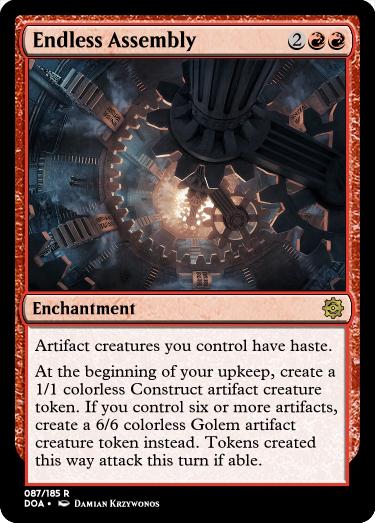 Endless Assembly 2
Enchantment
Artifact creatures you control have haste.
At the beginning of your upkeep, create a
1/1 colorless Construct artifact creature
token. If you control six or more artifacts,
create a 6/6 colorless Golem artifact
creature token instead. Tokens created
this way attack this turn if able.
087/185 R
DOA • Damian Krzywonos